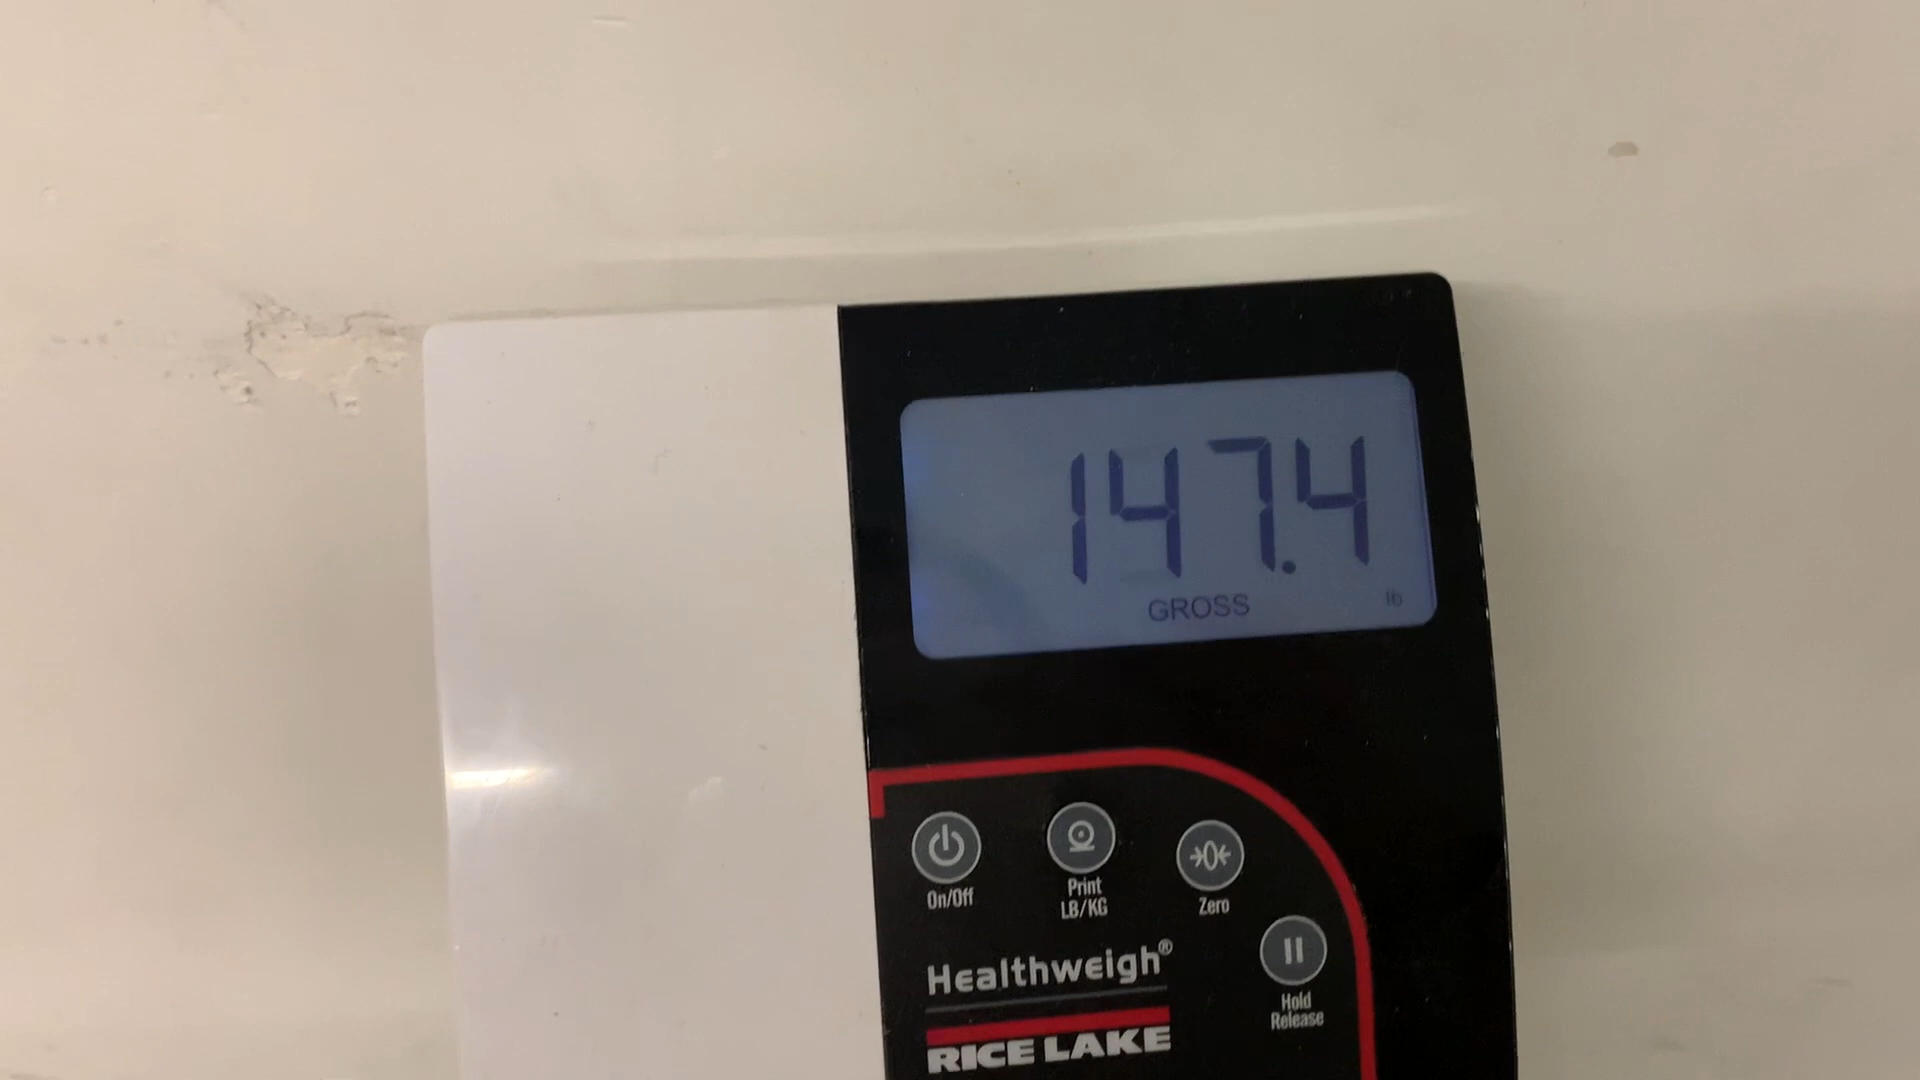 147.4
GROSS lb
On/Off
Print
LB/KG
Zero
Hold
Release
Healthweigh®
RICE LAKE